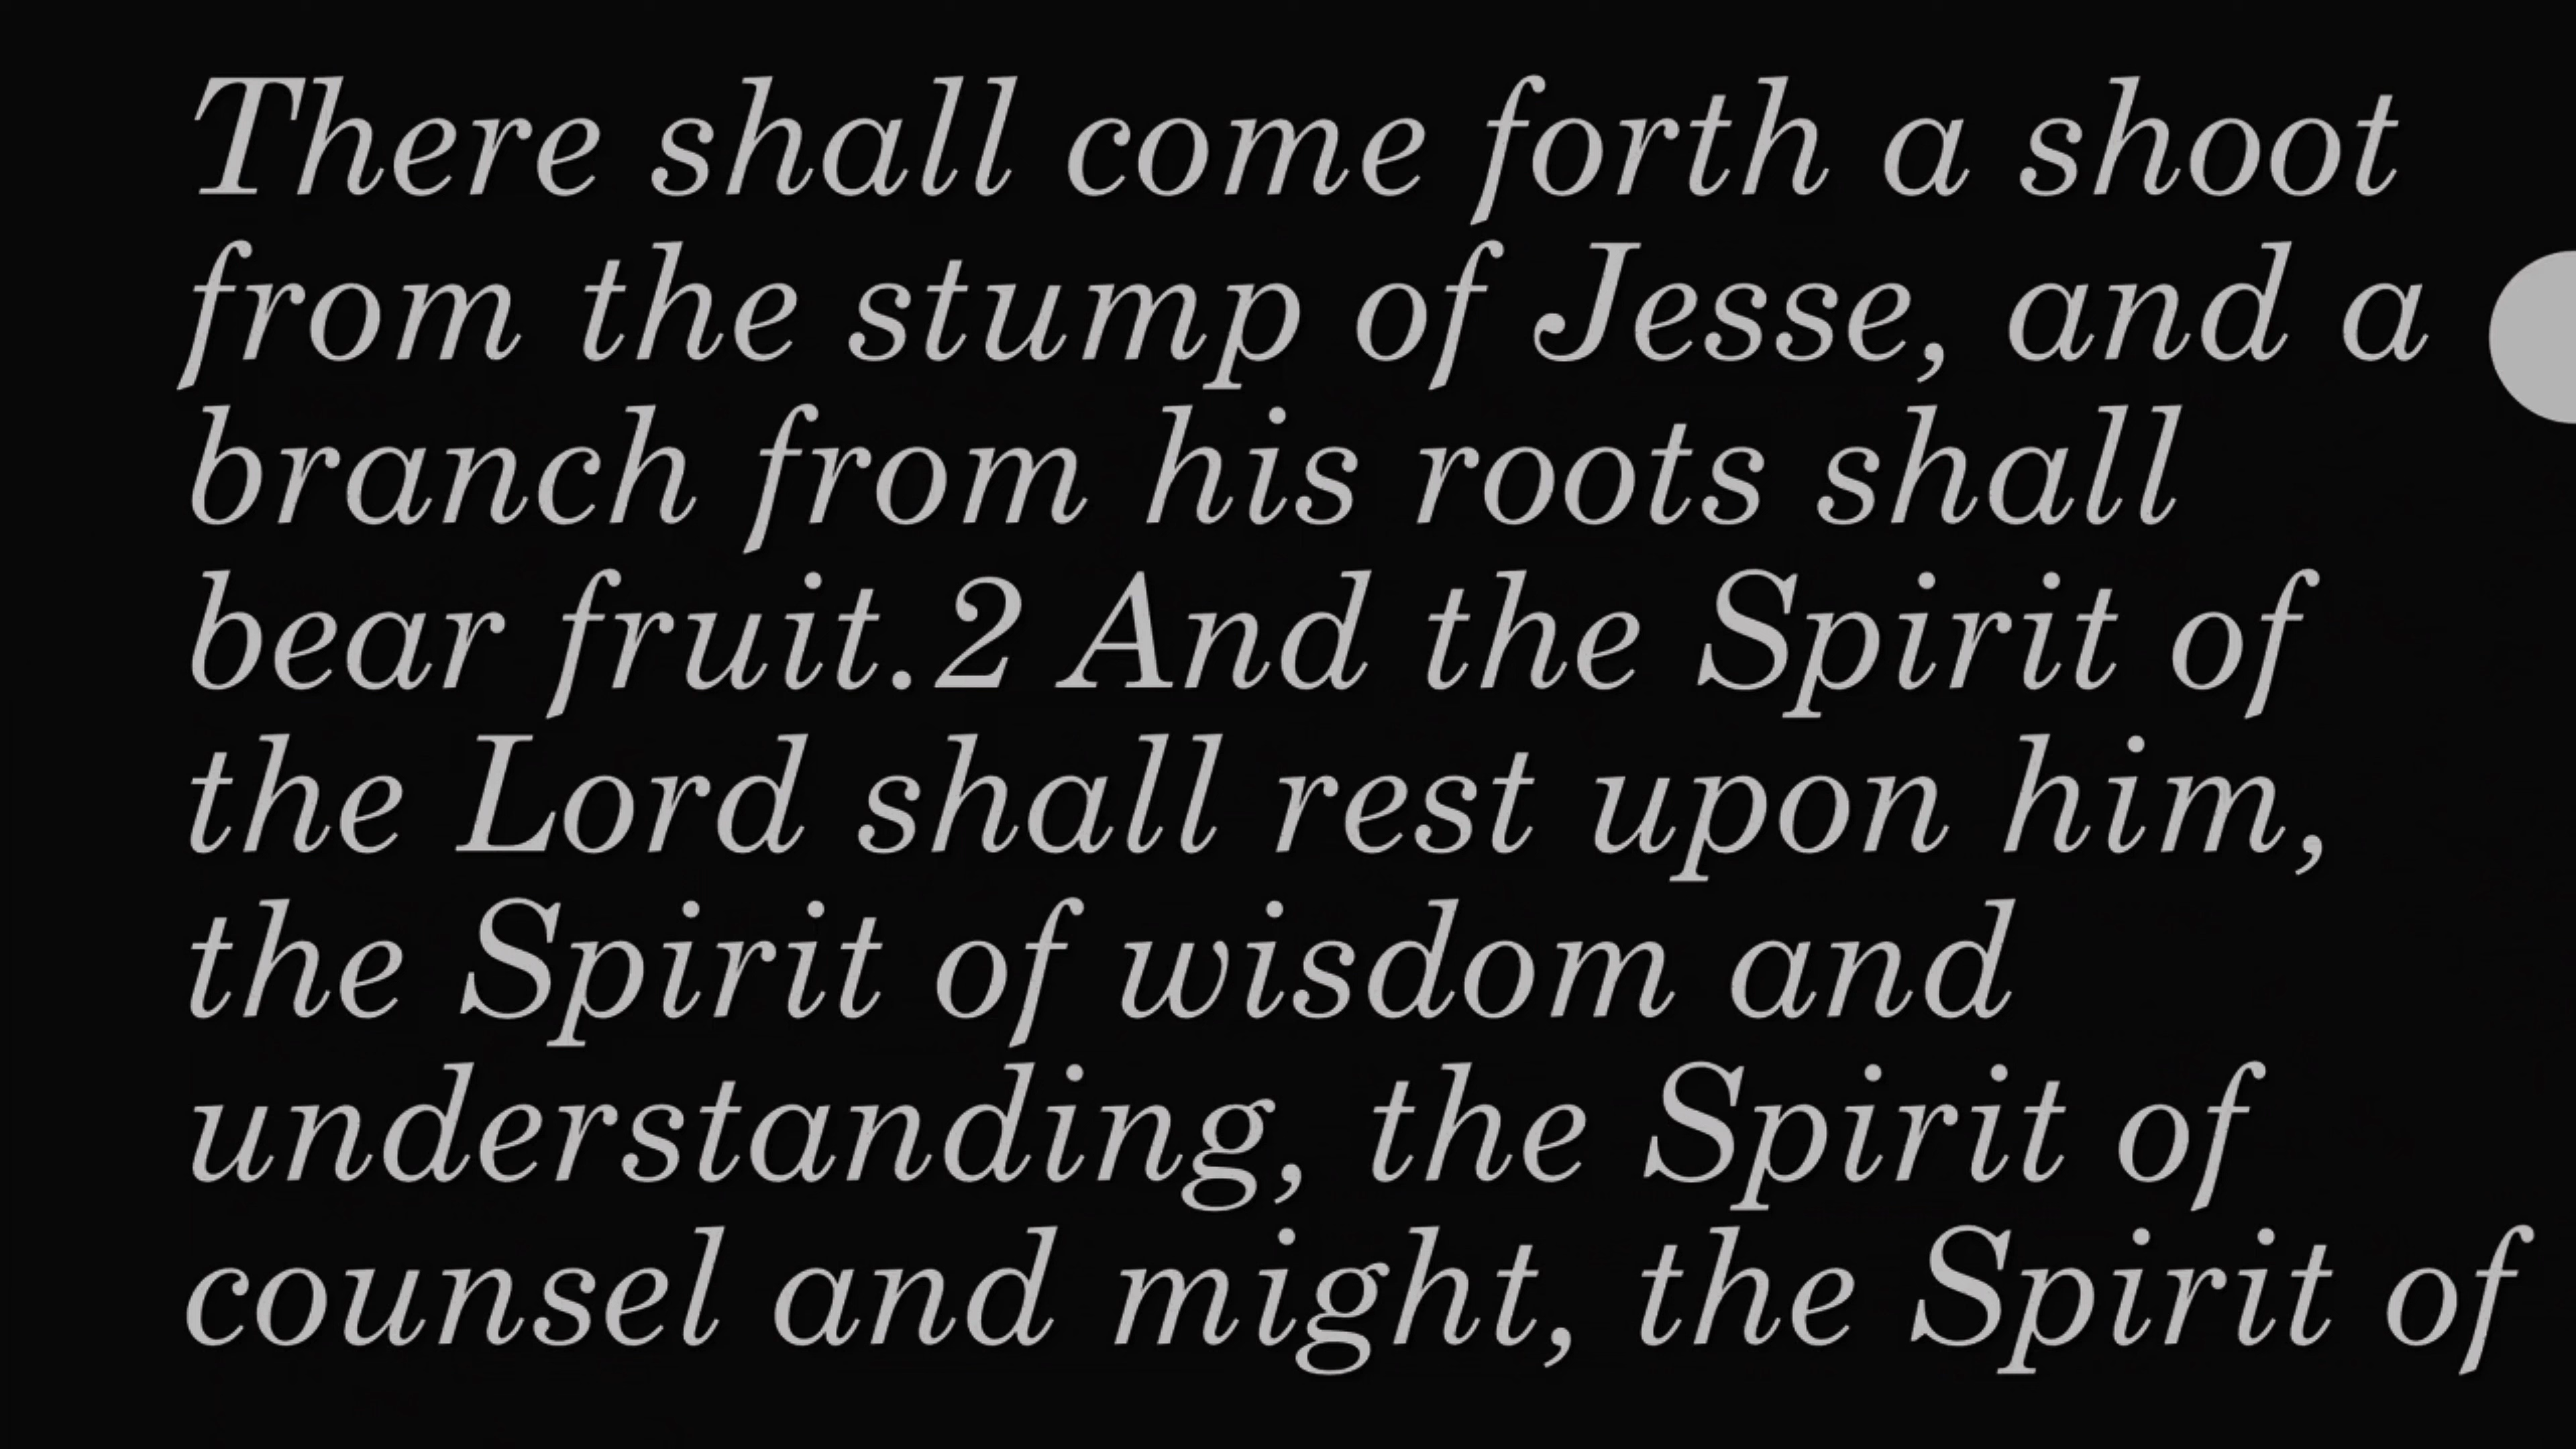 There shall come forth a shoot
from the stump of Jesse, and a
branch from his roots shall
bear fruit.2 And the Spirit of
the Lord shall rest upon him,
the Spirit of wisdom and
understanding, the Spirit of
counsel and might, the Spirit of